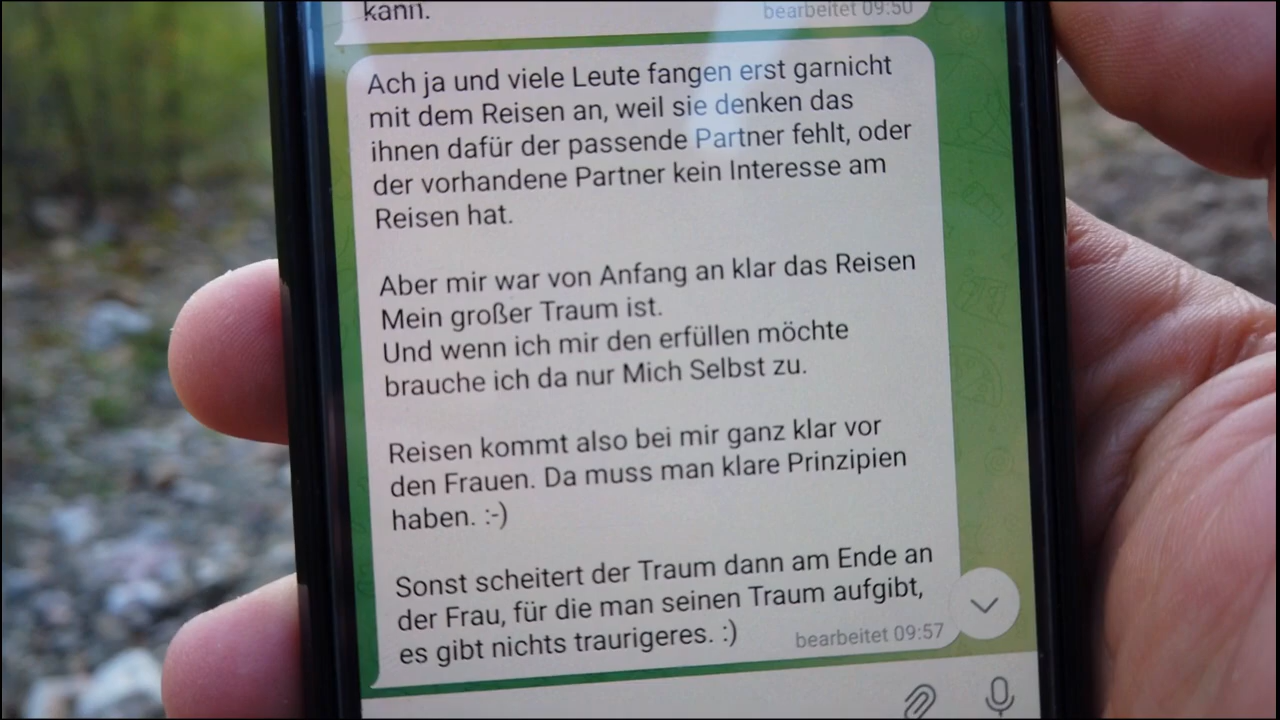 kann.
bearbeitet 09:50
Ach ja und viele Leute fangen erst garnicht
mit dem Reisen an, weil sie denken das
ihnen dafür der passende Partner fehlt, oder
der vorhandene Partner kein Interesse am
Reisen hat.
Aber mir war von Anfang an klar das Reisen
Mein großer Traum ist.
Und wenn ich mir den erfüllen möchte
brauche ich da nur Mich Selbst zu.
Reisen kommt also bei mir ganz klar vor
den Frauen. Da muss man klare Prinzipien
haben. :-)
Sonst scheitert der Traum dann am Ende an
der Frau, für die man seinen Traum aufgibt,
es gibt nichts traurigeres. :)
bearbeitet 09:57